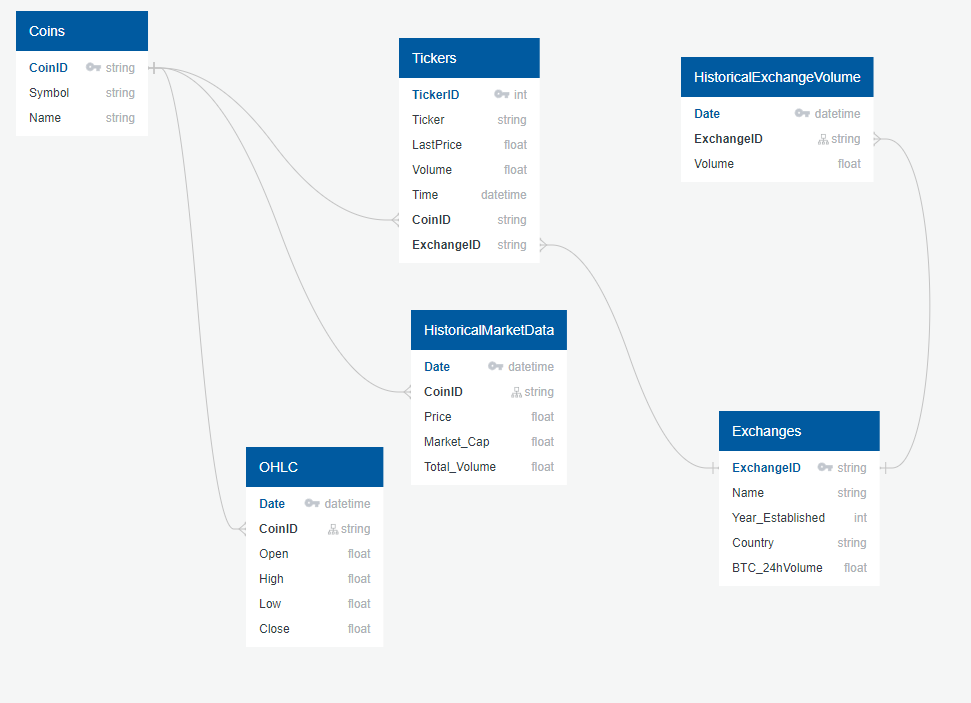 Coins
CoinID string
Symbol string
Name string
Tickers
TickerID int
Ticker string
LastPrice float
Volume float
Time datetime
CoinID string
ExchangeID string
HistoricalExchangeVolume
Date datetime
ExchangeID string
Volume float
HistoricalMarketData
Date datetime
CoinID string
Price float
Market_Cap float
Total_Volume float
OHLC
Date datetime
CoinID string
Open float
High float
Low float
Close float
Exchanges
ExchangeID string
Name string
Year_Established int
Country string
BTC_24hVolume float